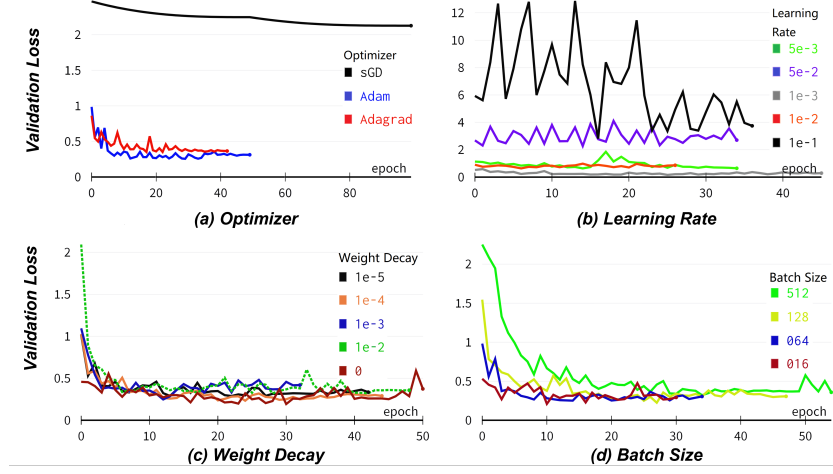 Validation Loss
2
1.5
1
0.5
0
0 20 40 60 80
epoch
Optimizer
sGD
Adam
Adagrad
(a) Optimizer
12
10
8
6
4
2
0
0 10 20 30 40
epoch
Learning
Rate
5e-3
5e-2
1e-3
1e-2
1e-1
(b) Learning Rate
Validation Loss
2
1.5
1
0.5
0
0 10 20 30 40 50
epoch
Weight Decay
1e-5
1e-4
1e-3
1e-2
0
(c) Weight Decay
2
1.5
1
0.5
0
0 10 20 30 40 50
epoch
Batch Size
512
128
064
016
(d) Batch Size